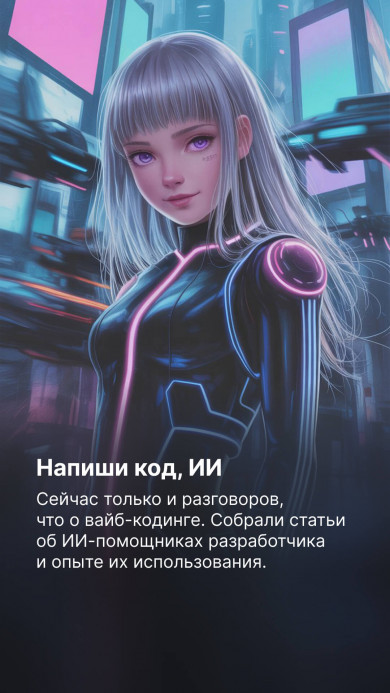 Напиши код, ИИ
Сейчас только и разговоров,
что о вайб-кодинге. Собрали статьи
об ИИ-помощниках разработчика
и опыте их использования.